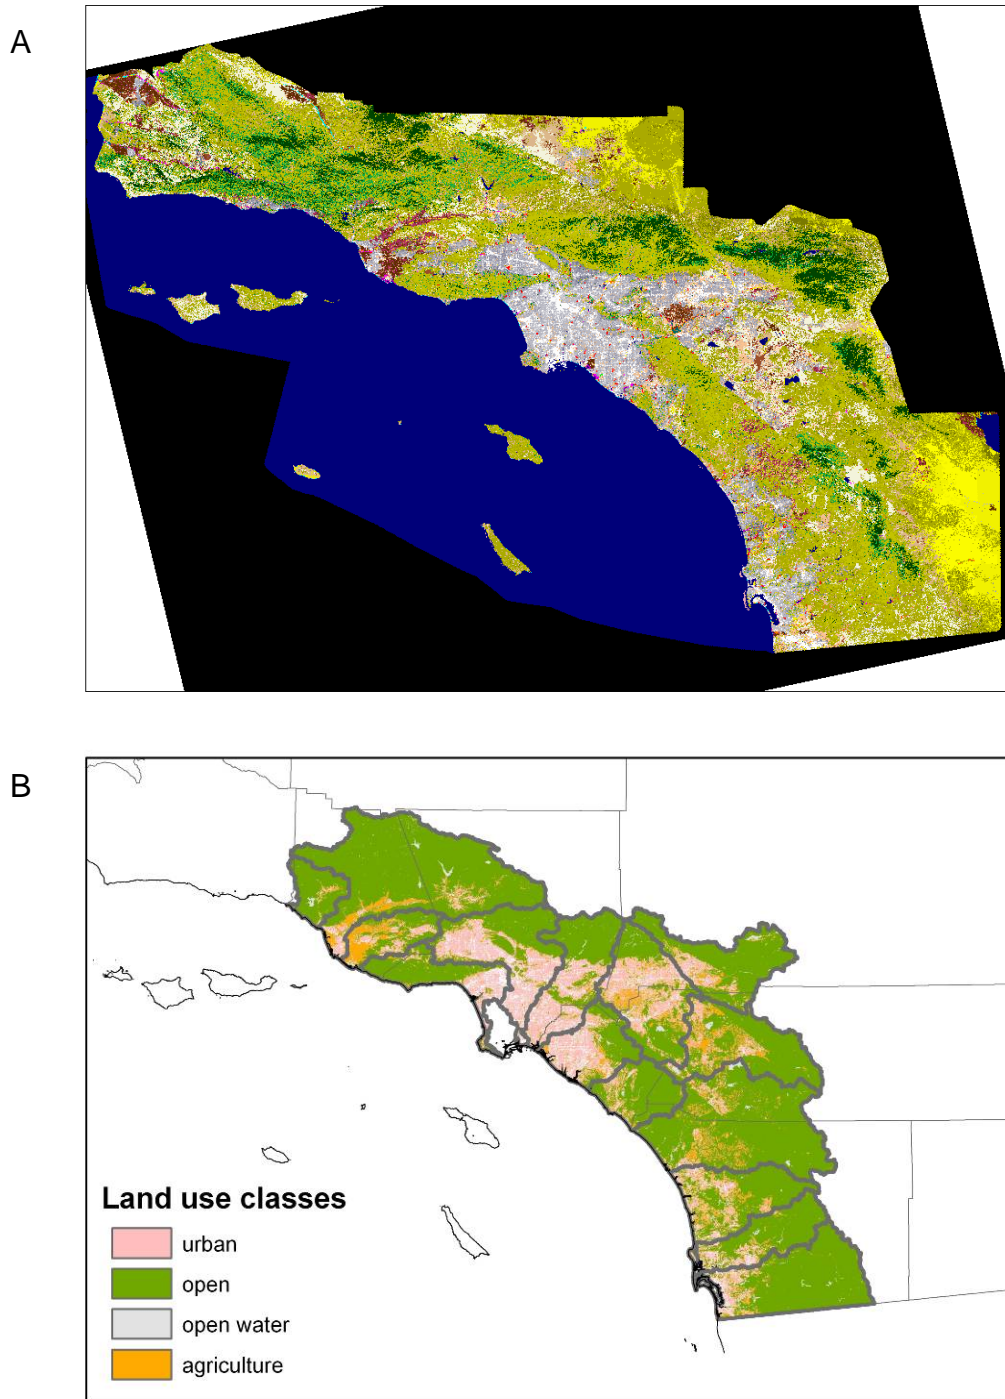 A
B
Land use classes
urban
open
open water
agriculture